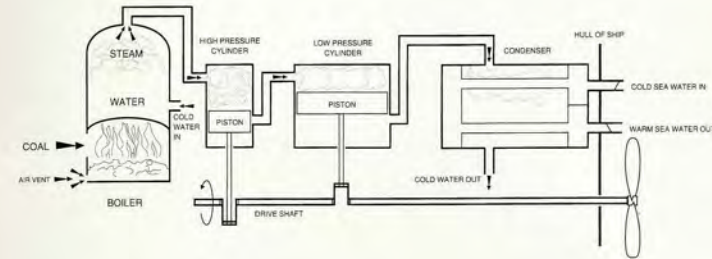 HULL OF SHIP
HIGH PRESSURE
CYLINDER
LOW PRESSURE
CYLINDER
CONDENSER
STEAM
COLD SEA WATER IN
WATER
PISTON
PISTON
COLD
WATER
IN
WARM SEA WATER OUT
COAL
AIR VENT
COLD WATER OUT
BOILER
DRIVE SHAFT